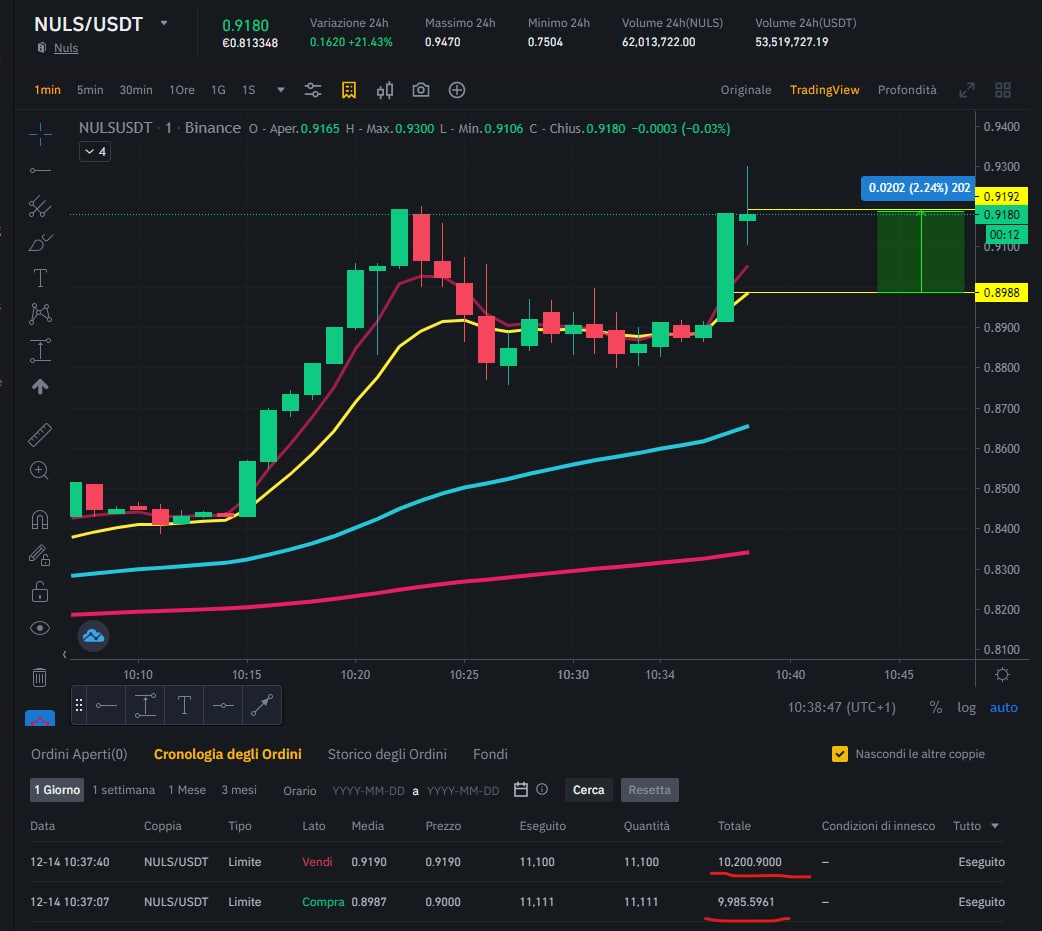 NULS/USDT
Nuls
0.9180
€0.813348
Variazione 24h
0.1620 +21.43%
Massimo 24h
0.9470
Minimo 24h
0.7504
Volume 24h(NULS)
62,013,722.00
Volume 24h(USDT)
53,519,727.19
1min 5min 30min 1Ore 1G 1S
Originale TradingView Profondità
NULSUSDT · 1 · Binance O - Aper.0.9165 H - Max.0.9300 L - Min.0.9106 C - Chius.0.9180 −0.0003 (−0.03%)
4
0.9400
0.9300
0.0202 (2.24%) 202
0.9192
0.9180
00:12
0.9100
0.8988
0.8900
0.8800
0.8700
0.8600
0.8500
0.8400
0.8300
0.8200
0.8100
10:10 10:15 10:20 10:25 10:30 10:34 10:40 10:45
T
10:38:47 (UTC+1) % log auto
Ordini Aperti(0) Cronologia degli Ordini Storico degli Ordini Fondi Nascondi le altre coppie
1 Giorno 1 settimana 1 Mese 3 mesi Orario YYYY-MM-DD a YYYY-MM-DD Cerca Resetta
Data Coppia Tipo Lato Media Prezzo Eseguito Quantità Totale Condizioni di innesco Tutto
12-14 10:37:40 NULS/USDT Limite Vendi 0.9190 0.9190 11,100 11,100 10,200.9000 – Eseguito
12-14 10:37:07 NULS/USDT Limite Compra 0.8987 0.9000 11,111 11,111 9,985.5961 – Eseguito